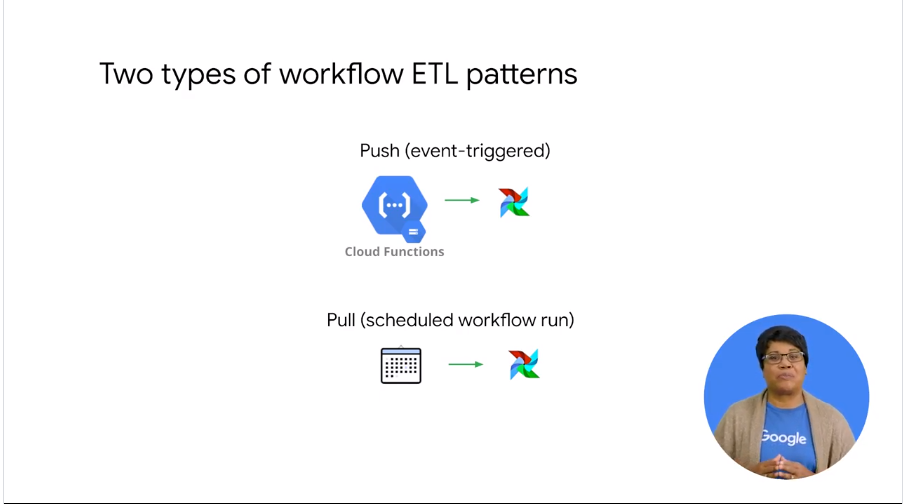 Two types of workflow ETL patterns
Push (event-triggered)
Cloud Functions
Pull (scheduled workflow run)
Google